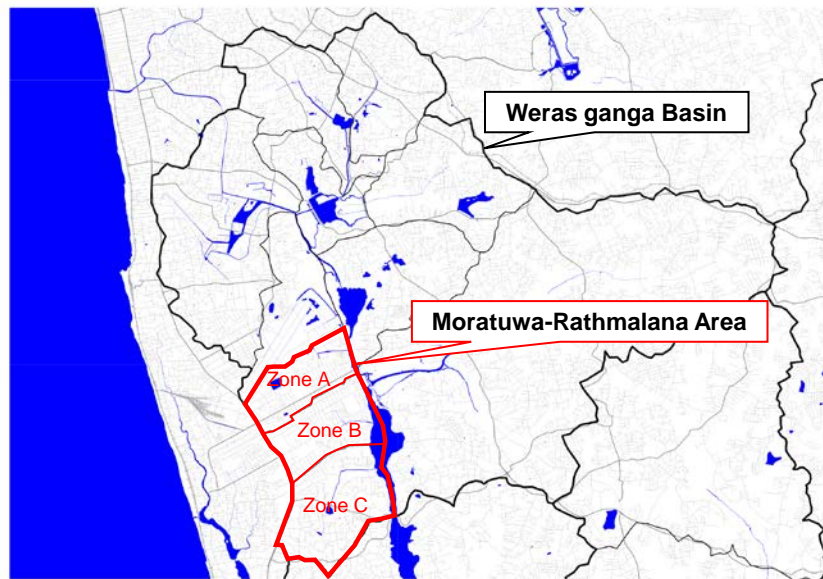 Weras ganga Basin
Moratuwa-Rathmalana Area
Zone A
Zone B
Zone C